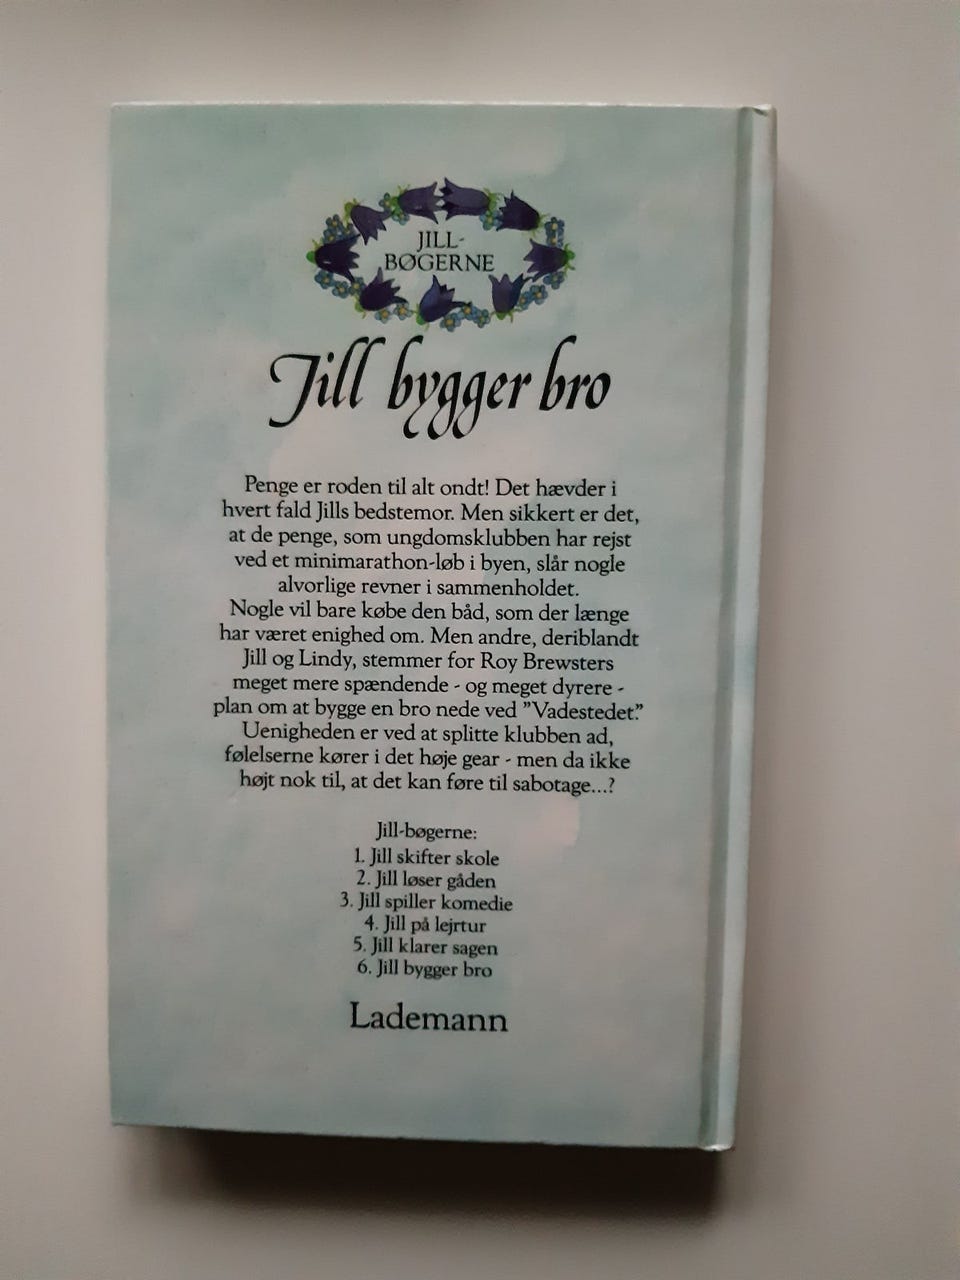 JILL-
BØGERNE
Jill bygger bro
Penge er roden til alt ondt! Det hævder i
hvert fald Jills bedstemor. Men sikkert er det,
at de penge, som ungdomsklubben har rejst
ved et minimarathon-løb i byen, slår nogle
alvorlige revner i sammenholdet.
Nogle vil bare købe den båd, som der længe
har været enighed om. Men andre, deriblandt
Jill og Lindy, stemmer for Roy Brewsters
meget mere spændende - og meget dyrere -
plan om at bygge en bro nede ved ”Vadestedet.”
Uenigheden er ved at splitte klubben ad,
følelserne kører i det høje gear - men da ikke
højt nok til, at det kan føre til sabotage...?
Jill-bøgerne:
1. Jill skifter skole
2. Jill løser gåden
3. Jill spiller komedie
4. Jill på lejrtur
5. Jill klarer sagen
6. Jill bygger bro
Lademann